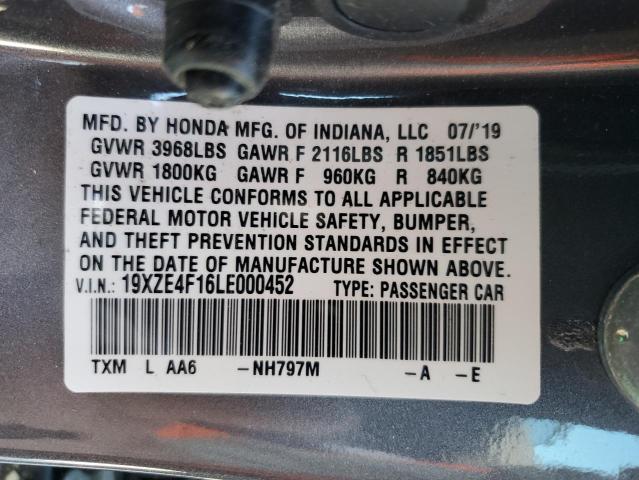 MFD. BY HONDA MFG. OF INDIANA, LLC 07/'19
GVWR 3968LBS GAWR F 2116LBS R 1851LBS
GVWR 1800KG GAWR F 960KG R 840KG
THIS VEHICLE CONFORMS TO ALL APPLICABLE
FEDERAL MOTOR VEHICLE SAFETY, BUMPER,
AND THEFT PREVENTION STANDARDS IN EFFECT
ON THE DATE OF MANUFACTURE SHOWN ABOVE.
V.I.N.: 19XZE4F16LE000452 TYPE: PASSENGER CAR
TXM L AA6 -NH797M -A -E